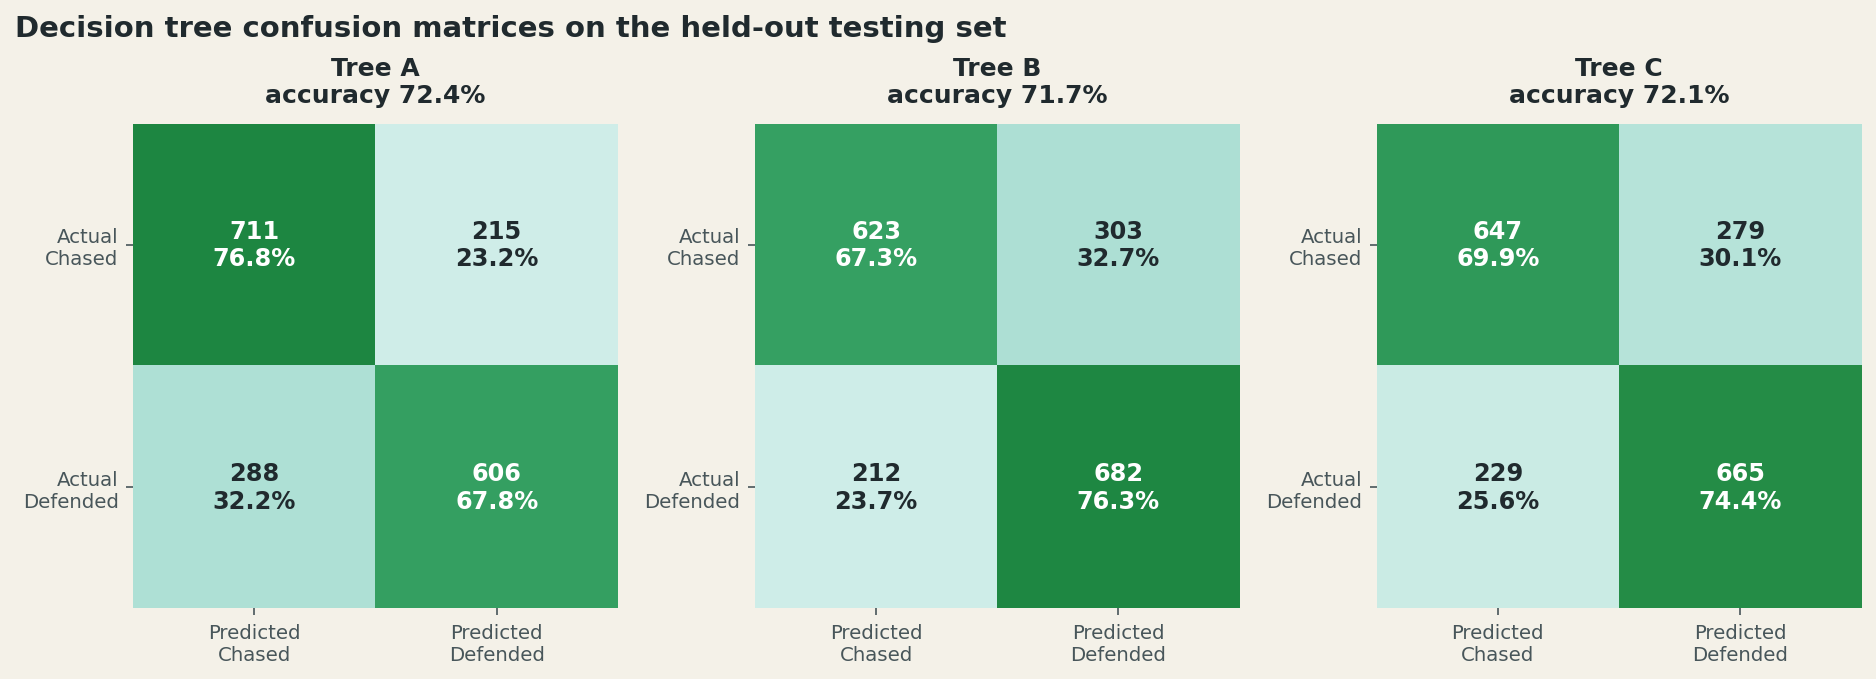 Decision tree confusion matrices on the held-out testing set
Tree A
accuracy 72.4%
Actual
Chased
711
76.8%
215
23.2%
Actual
Defended
288
32.2%
606
67.8%
Predicted
Chased
Predicted
Defended
Tree B
accuracy 71.7%
Actual
Chased
623
67.3%
303
32.7%
Actual
Defended
212
23.7%
682
76.3%
Predicted
Chased
Predicted
Defended
Tree C
accuracy 72.1%
Actual
Chased
647
69.9%
279
30.1%
Actual
Defended
229
25.6%
665
74.4%
Predicted
Chased
Predicted
Defended